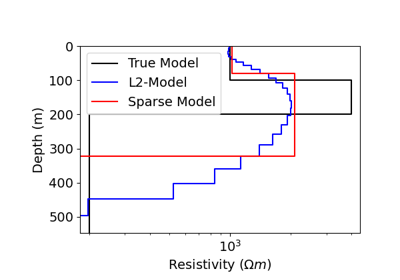 True Model
L2-Model
Sparse Model
0
100
200
300
400
500
Depth (m)
10³
Resistivity (Ωm)